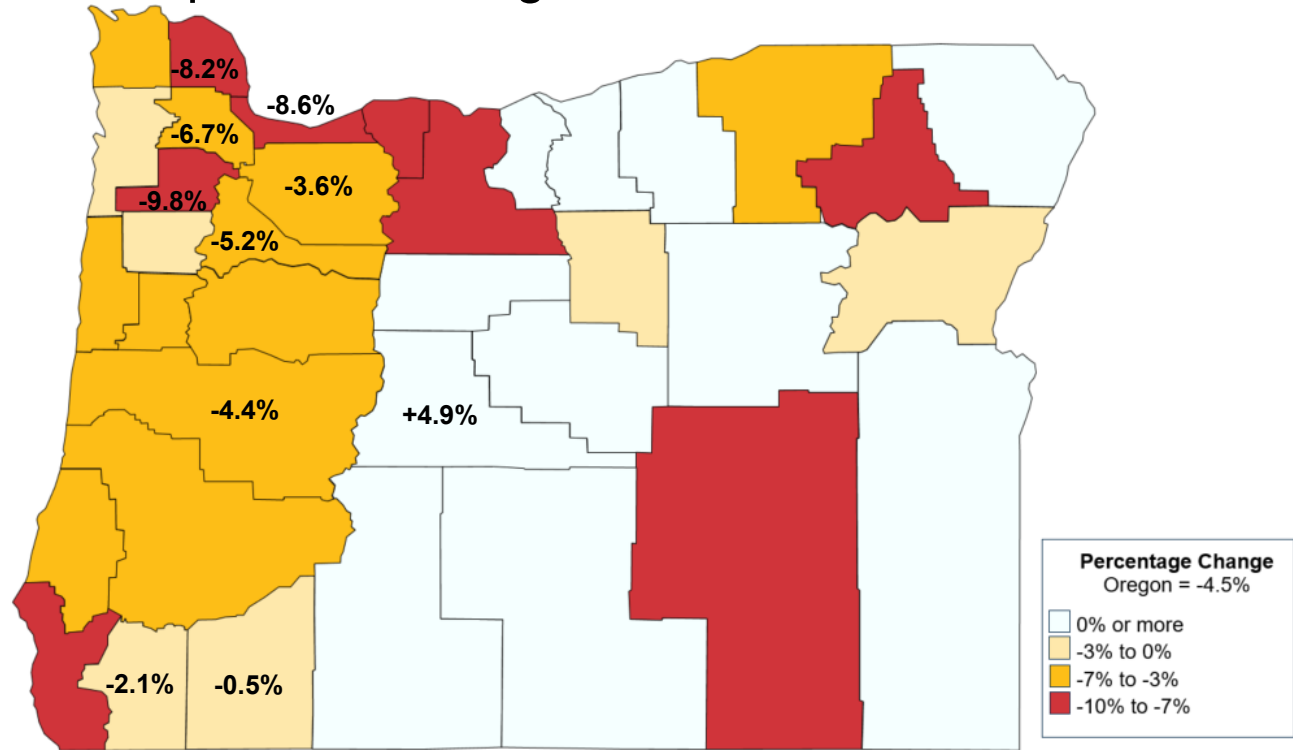 -8.2%
-8.6%
-6.7%
-3.6%
-9.8%
-5.2%
-4.4%
+4.9%
-2.1%
-0.5%
Percentage Change
Oregon = -4.5%
0% or more
-3% to 0%
-7% to -3%
-10% to -7%